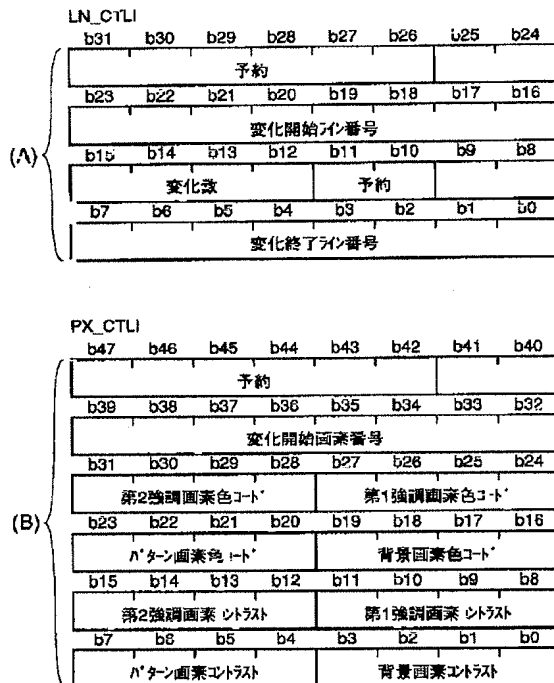 LN_CTLI
b31 b30 b29 b28 b27 b26 b25 b24
予約
b23 b22 b21 b20 b19 b18 b17 b16
変化開始ライン番号
(A)
b15 b14 b13 b12 b11 b10 b9 b8
変化数 予約
b7 b6 b5 b4 b3 b2 b1 b0
変化終了ライン番号
PX_CTLI
b47 b46 b45 b44 b43 b42 b41 b40
予約
b39 b38 b37 b36 b35 b34 b33 b32
変化開始画素番号
b31 b30 b29 b28 b27 b26 b25 b24
第2強調画素色コード 第1強調画素色コード
(B)
b23 b22 b21 b20 b19 b18 b17 b16
パターン画素色コード 背景画素色コード
b15 b14 b13 b12 b11 b10 b9 b8
第2強調画素コントラスト 第1強調画素コントラスト
b7 b6 b5 b4 b3 b2 b1 b0
パターン画素コントラスト 背景画素コントラスト